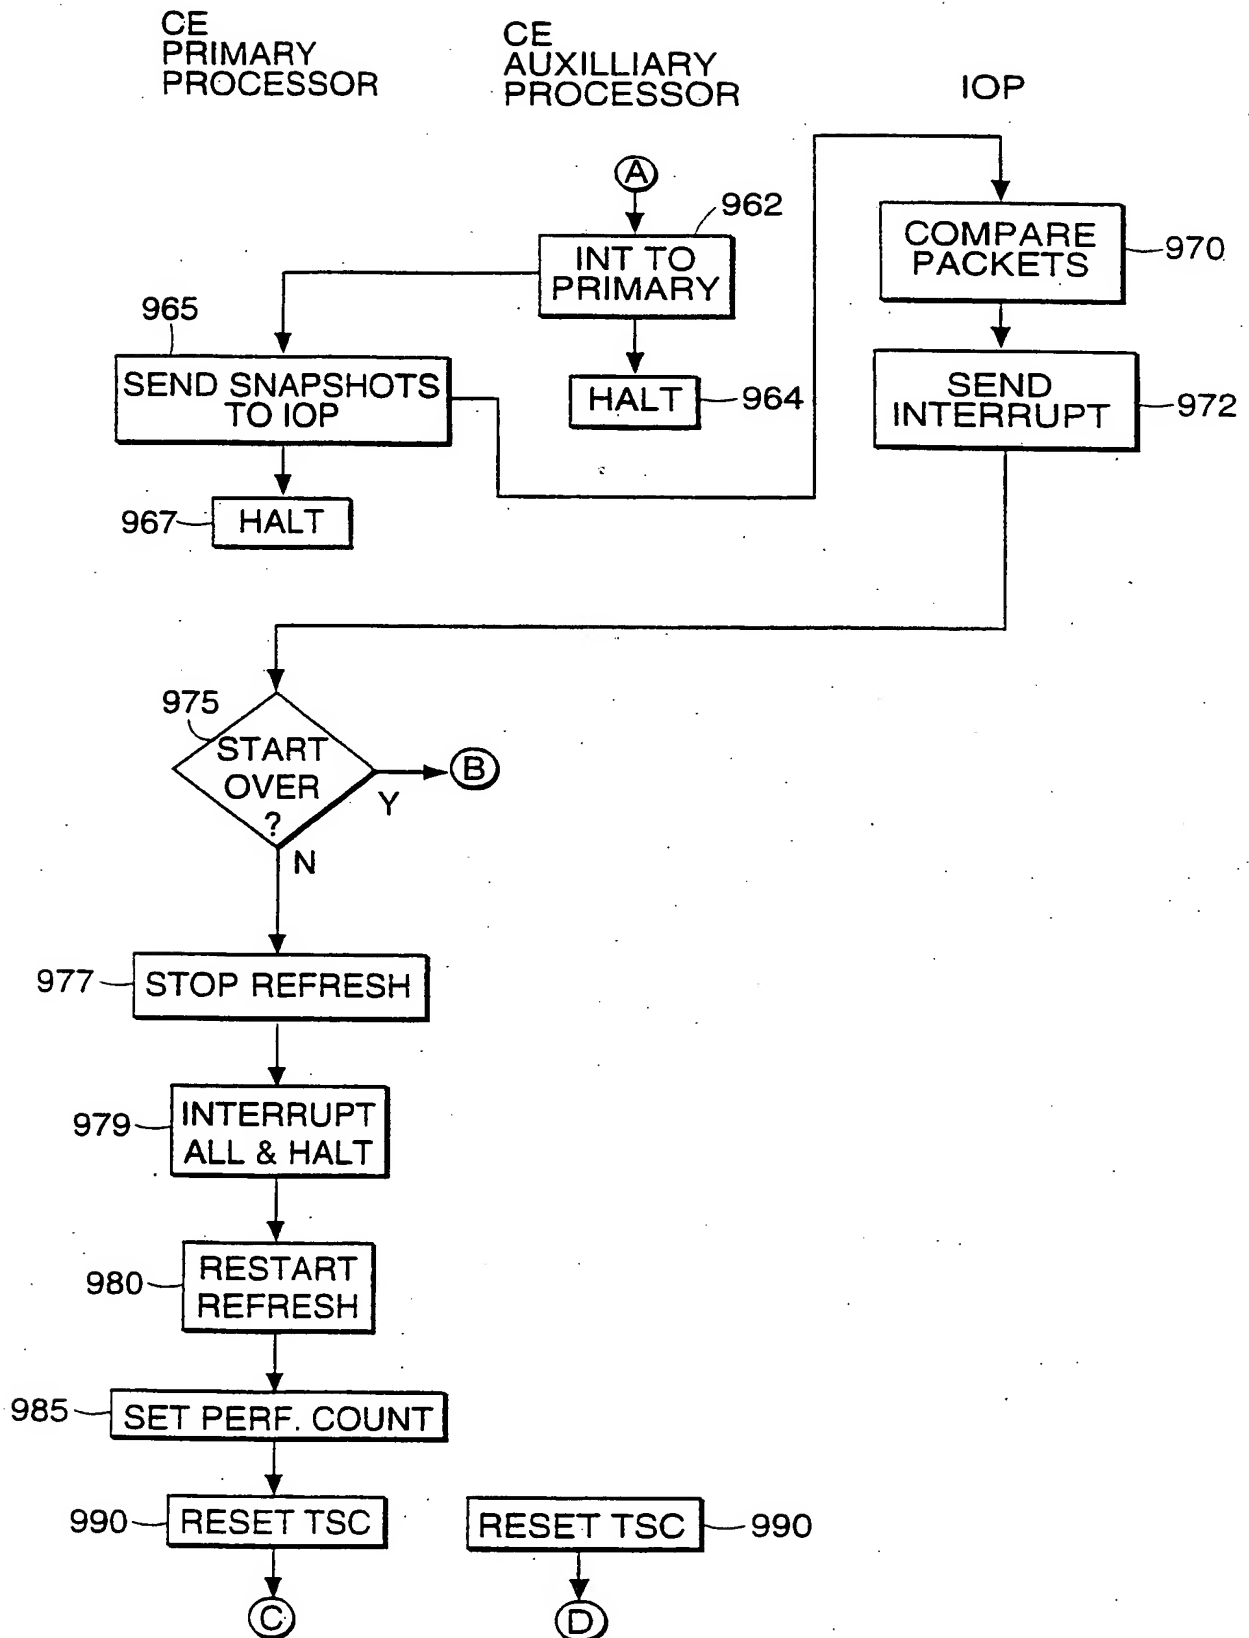 CE
PRIMARY
PROCESSOR
CE
AUXILLIARY
PROCESSOR
IOP
A
962
INT TO
PRIMARY
COMPARE
PACKETS
970
965
SEND SNAPSHOTS
TO IOP
HALT
964
SEND
INTERRUPT
972
967
HALT
975
START
OVER
?
Y
B
N
977
STOP REFRESH
979
INTERRUPT
ALL & HALT
980
RESTART
REFRESH
985
SET PERF. COUNT
990
RESET TSC
RESET TSC
990
C
D